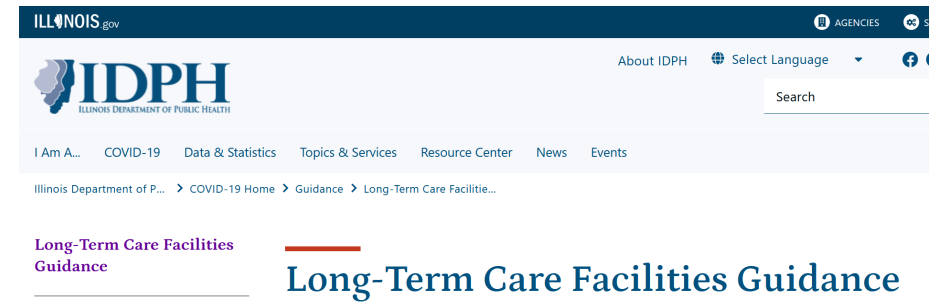 ILLINOIS.gov
AGENCIES
S
IDPH
ILLINOIS DEPARTMENT OF PUBLIC HEALTH
About IDPH
Select Language
Search
I Am A... COVID-19 Data & Statistics Topics & Services Resource Center News Events
Illinois Department of P... COVID-19 Home Guidance Long-Term Care Facilitie...
Long-Term Care Facilities
Guidance
Long-Term Care Facilities Guidance